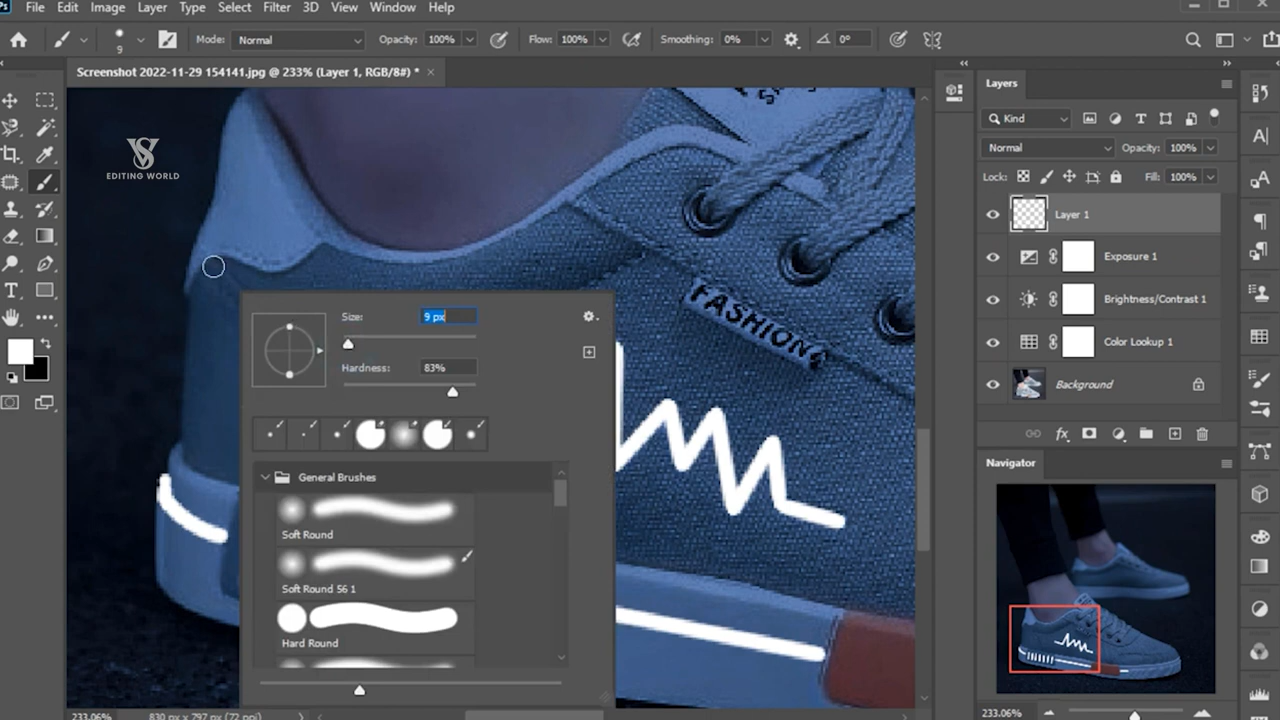 Ps File Edit Image Layer Type Select Filter 3D View Window Help
9 Mode: Normal Opacity: 100% Flow: 100% Smoothing: 0% 0°
Screenshot 2022-11-29 154141.jpg @ 233% (Layer 1, RGB/8#) * ×
VS
EDITING WORLD
FASHION
Size: 9 px
Hardness: 83%
General Brushes
Soft Round
Soft Round 56 1
Hard Round
Layers
Kind
Normal Opacity: 100%
Lock: Fill: 100%
Layer 1
Exposure 1
Brightness/Contrast 1
Color Lookup 1
Background
fx
Navigator
233.06%
233.06% 830 px x 797 px (72 ppi)